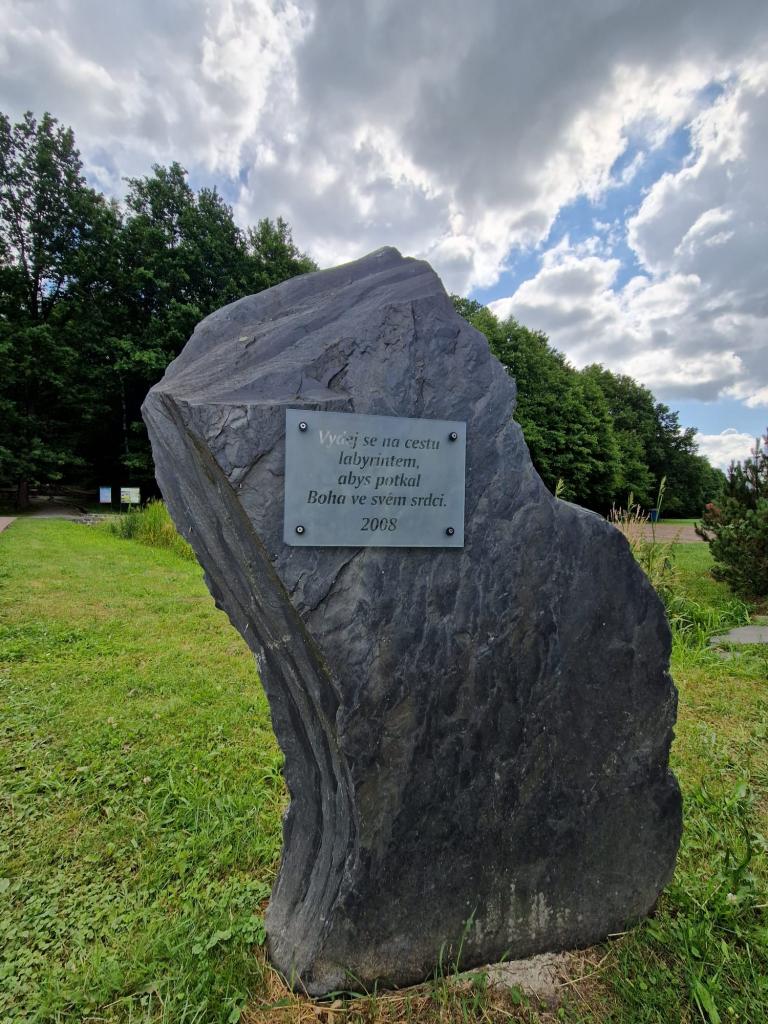 Vydej se na cestu
labyrintem,
abys potkal
Boha ve svém srdci.
2008